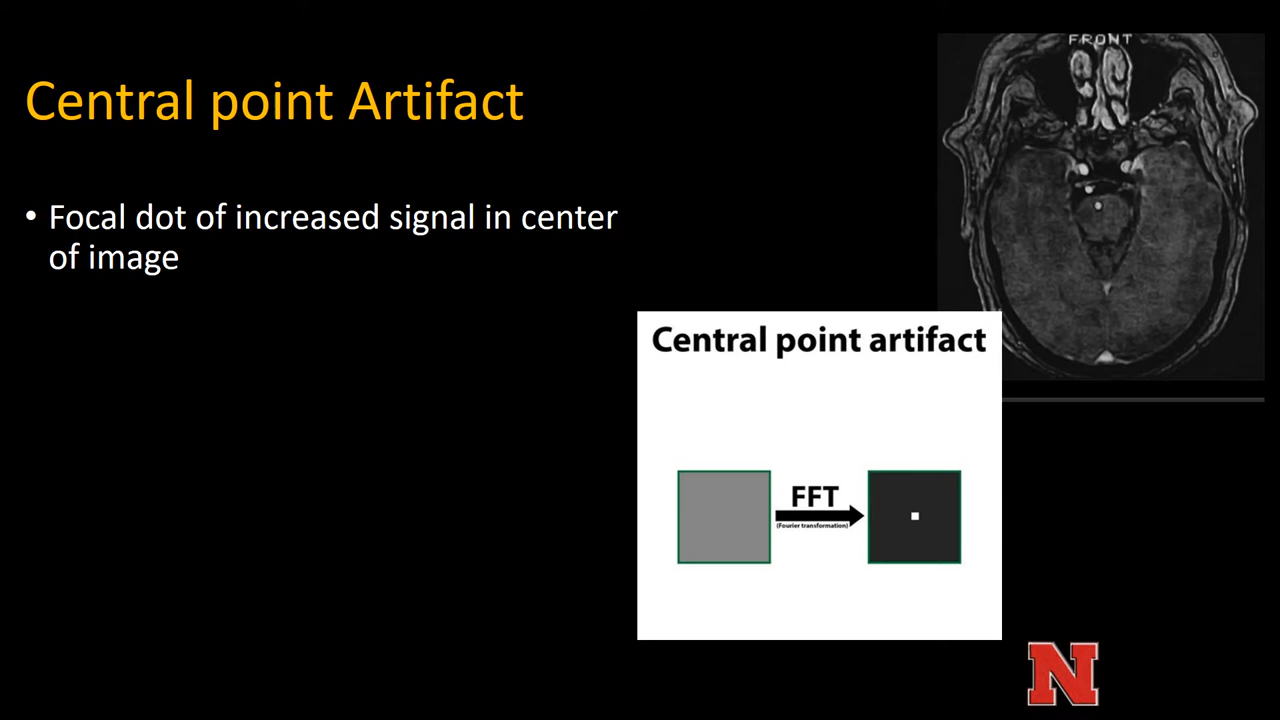 FRONT
Central point Artifact
• Focal dot of increased signal in center
of image
Central point artifact
FFT
(Fourier transformation)
N